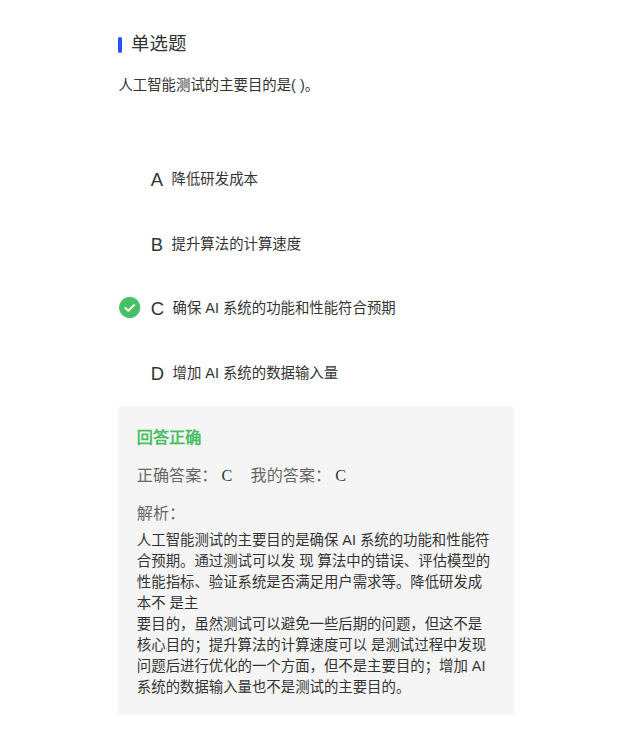 单选题
人工智能测试的主要目的是( )。
A 降低研发成本
B 提升算法的计算速度
C 确保 AI 系统的功能和性能符合预期
D 增加 AI 系统的数据输入量
回答正确
正确答案： C 我的答案： C
解析：
人工智能测试的主要目的是确保 AI 系统的功能和性能符
合预期。通过测试可以发 现 算法中的错误、评估模型的
性能指标、验证系统是否满足用户需求等。降低研发成
本不 是主
要目的，虽然测试可以避免一些后期的问题，但这不是
核心目的；提升算法的计算速度可以 是测试过程中发现
问题后进行优化的一个方面，但不是主要目的；增加 AI
系统的数据输入量也不是测试的主要目的。